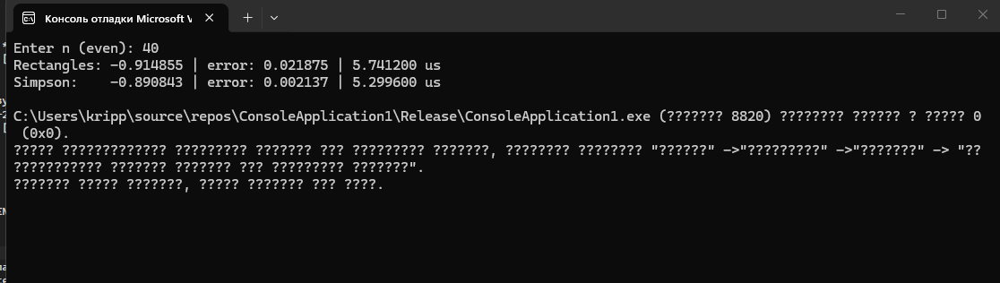 Консоль отладки Microsoft V
Enter n (even): 40
Rectangles: -0.914855 | error: 0.021875 | 5.741200 us
Simpson:    -0.890843 | error: 0.002137 | 5.299600 us
C:\Users\kripp\source\repos\ConsoleApplication1\Release\ConsoleApplication1.exe (??????? 8820) ???????? ?????? ? ????? 0
 (0x0).
????? ????????????? ????????? ??????? ??? ????????? ???????, ???????? ???????? "??????" ->"?????????" ->"???????" -> "??
??????????? ??????? ??????? ??? ????????? ???????".
??????? ????? ???????, ????? ??????? ??? ????.